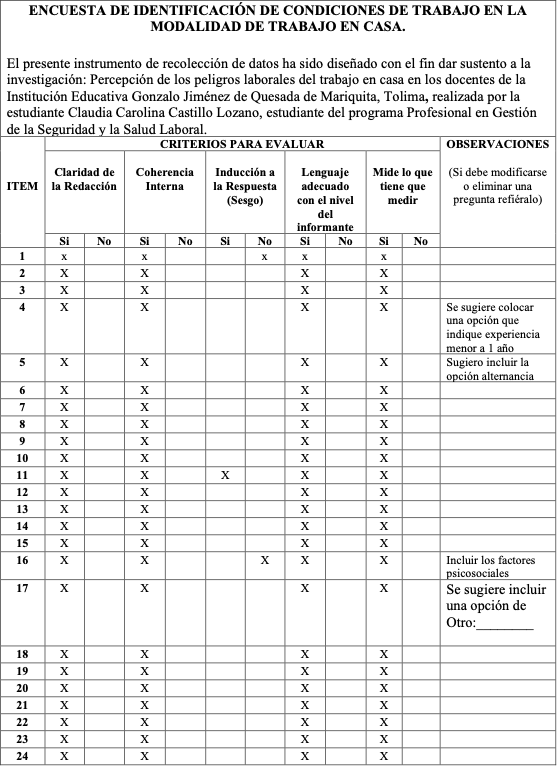 ENCUESTA DE IDENTIFICACIÓN DE CONDICIONES DE TRABAJO EN LA
MODALIDAD DE TRABAJO EN CASA.
El presente instrumento de recolección de datos ha sido diseñado con el fin dar sustento a la
investigación: Percepción de los peligros laborales del trabajo en casa en los docentes de la
Institución Educativa Gonzalo Jiménez de Quesada de Mariquita, Tolima, realizada por la
estudiante Claudia Carolina Castillo Lozano, estudiante del programa Profesional en Gestión
de la Seguridad y la Salud Laboral.
ITEM
CRITERIOS PARA EVALUAR
OBSERVACIONES
Claridad de
la Redacción
Coherencia
Interna
Inducción a
la Respuesta
(Sesgo)
Lenguaje
adecuado
con el nivel
del
informante
Mide lo que
tiene que
medir
(Si debe modificarse
o eliminar una
pregunta refiéralo)
Si No Si No Si No Si No Si No
1 x x x x x
2 X X X X
3 X X X X
4 X X X X Se sugiere colocar
una opción que
indique experiencia
menor a 1 año
5 X X X X Sugiero incluir la
opción alternancia
6 X X X X
7 X X X X
8 X X X X
9 X X X X
10 X X X X
11 X X X X X
12 X X X X
13 X X X X
14 X X X X
15 X X X X
16 X X X X X Incluir los factores
psicosociales
17 X X X X Se sugiere incluir
una opción de
Otro:________
18 X X X X
19 X X X X
20 X X X X
21 X X X X
22 X X X X
23 X X X X
24 X X X X